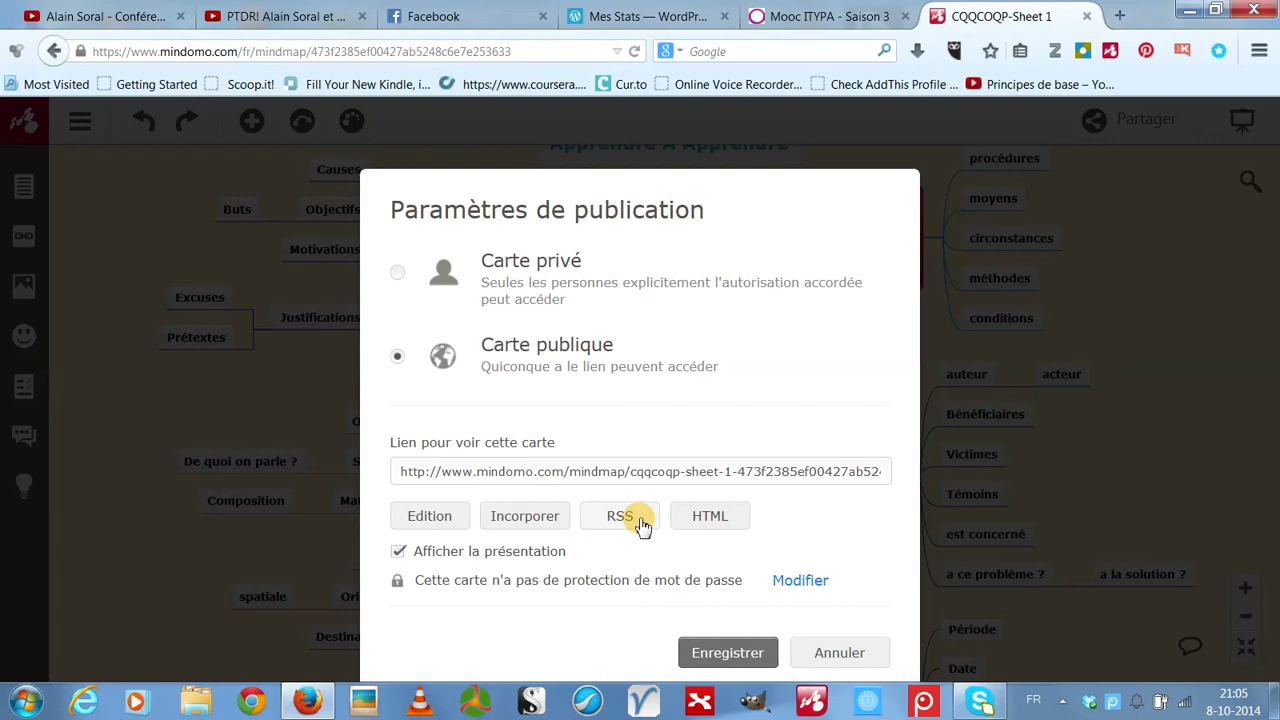 Alain Soral - Confére...
PTDR! Alain Soral et ...
Facebook
Mes Stats — WordPr...
Mooc ITYPA - Saison 3
CQQCOQP-Sheet 1
https://www.mindomo.com/fr/mindmap/473f2385ef00427ab5248c6e7e253633
Google
Most Visited
Getting Started
Scoop.it!
Fill Your New Kindle, i...
https://www.coursera....
Cur.to
Online Voice Recorder...
Check AddThis Profile ...
Principes de base – Yo...
Partager
Apprendre A Apprendre
Causes
Buts
Objectifs
Motivations
Excuses
Justifications
Prétextes
De quoi on parle ?
Composition
spatiale
procédures
moyens
circonstances
méthodes
conditions
auteur
acteur
Bénéficiaires
Victimes
Témoins
est concerné
a ce problème ?
a la solution ?
Période
Date
Paramètres de publication
Carte privé
Seules les personnes explicitement l'autorisation accordée
peut accéder
Carte publique
Quiconque a le lien peuvent accéder
Lien pour voir cette carte
http://www.mindomo.com/mindmap/cqqcoqp-sheet-1-473f2385ef00427ab52
Edition
Incorporer
RSS
HTML
Afficher la présentation
Cette carte n'a pas de protection de mot de passe
Modifier
Enregistrer
Annuler
FR
21:05
8-10-2014